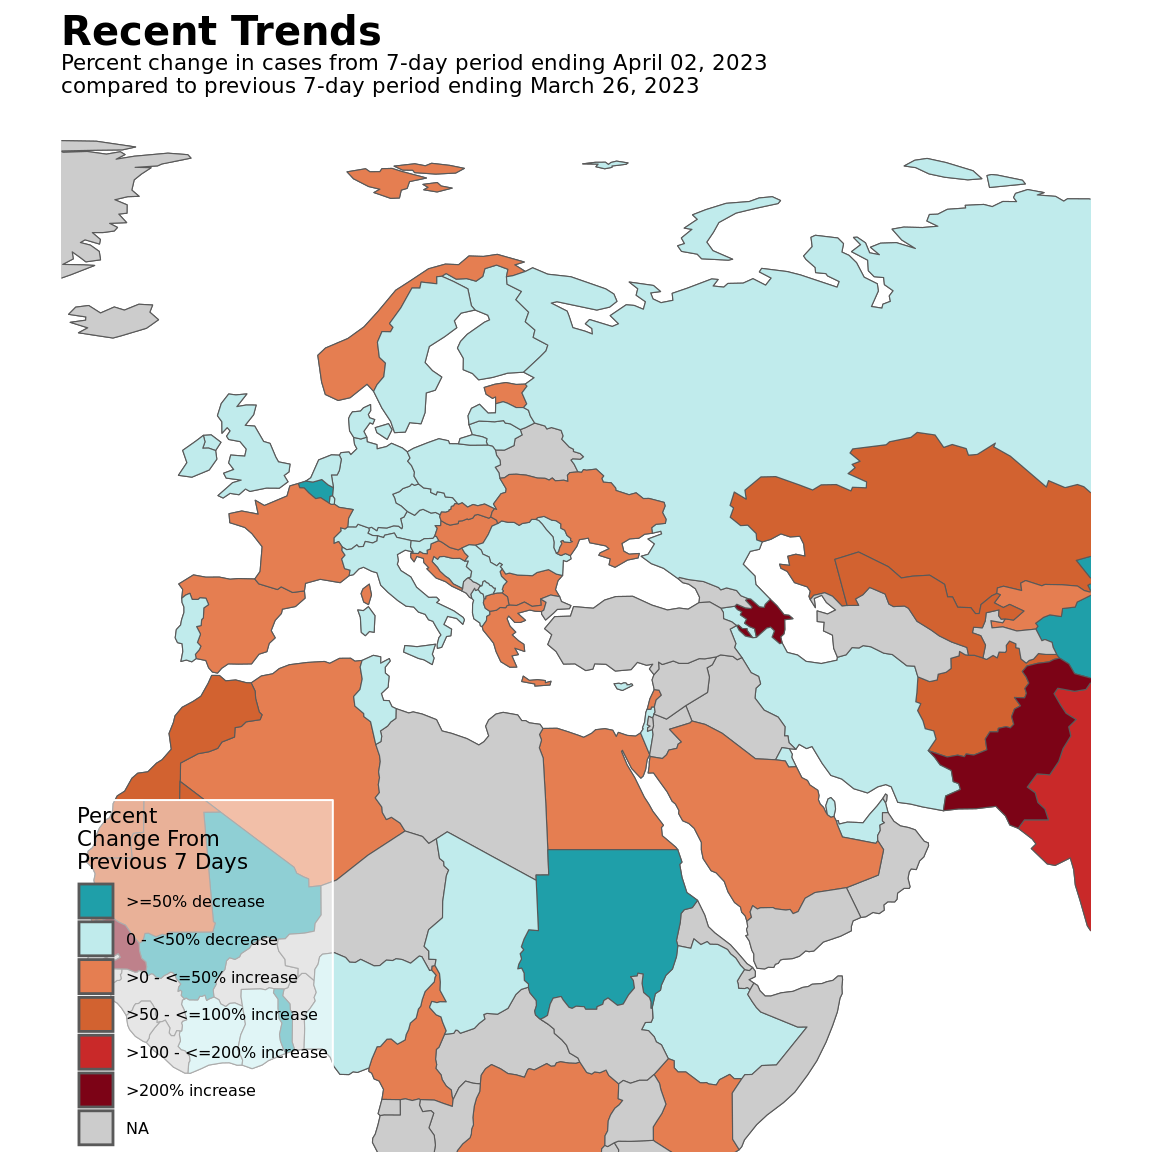 Recent Trends
Percent change in cases from 7-day period ending April 02, 2023
compared to previous 7-day period ending March 26, 2023
Percent
Change From
Previous 7 Days
>=50% decrease
0 - <50% decrease
>0 - <=50% increase
>50 - <=100% increase
>100 - <=200% increase
>200% increase
NA